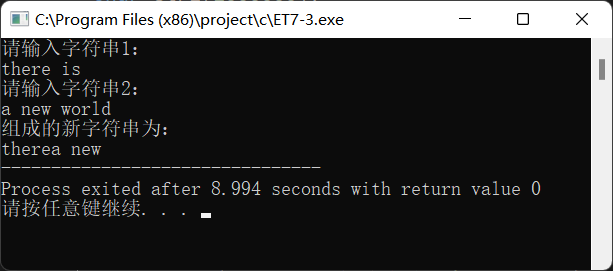 C:\Program Files (x86)\project\c\ET7-3.exe
请输入字符串1：
there is
请输入字符串2：
a new world
组成的新字符串为：
therea new
--------------------------------
Process exited after 8.994 seconds with return value 0
请按任意键继续. . .